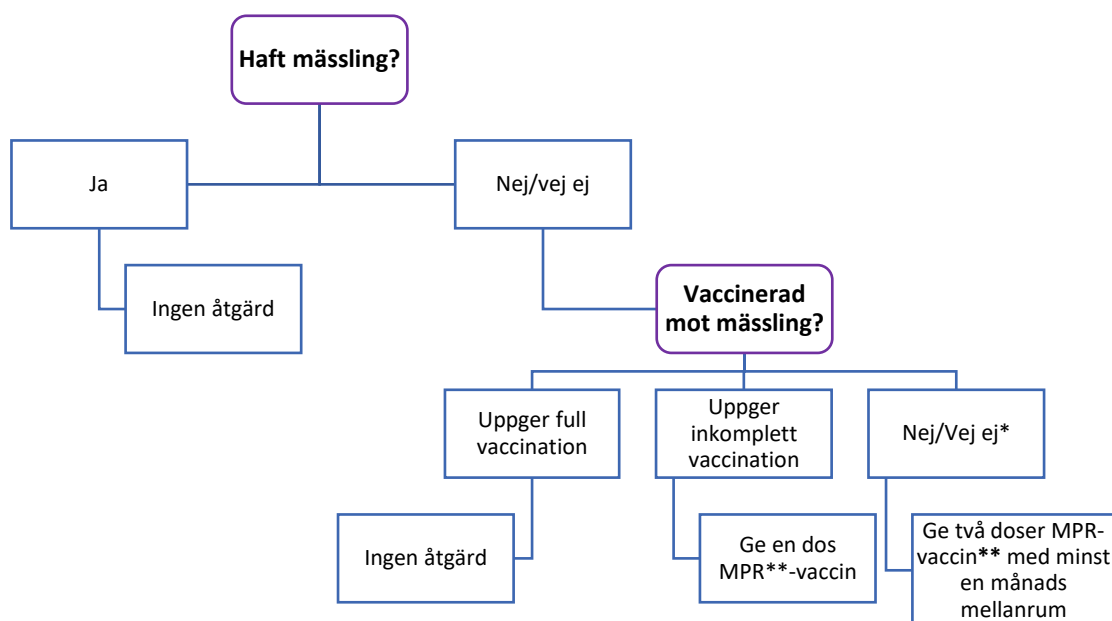 Haft mässling?
Ja
Nej/vej ej
Ingen åtgärd
Vaccinerad
mot mässling?
Uppger full
vaccination
Uppger
inkomplett
vaccination
Nej/Vej ej*
Ingen åtgärd
Ge en dos
MPR**-vaccin
Ge två doser MPR-
vaccin** med minst
en månads
mellanrum